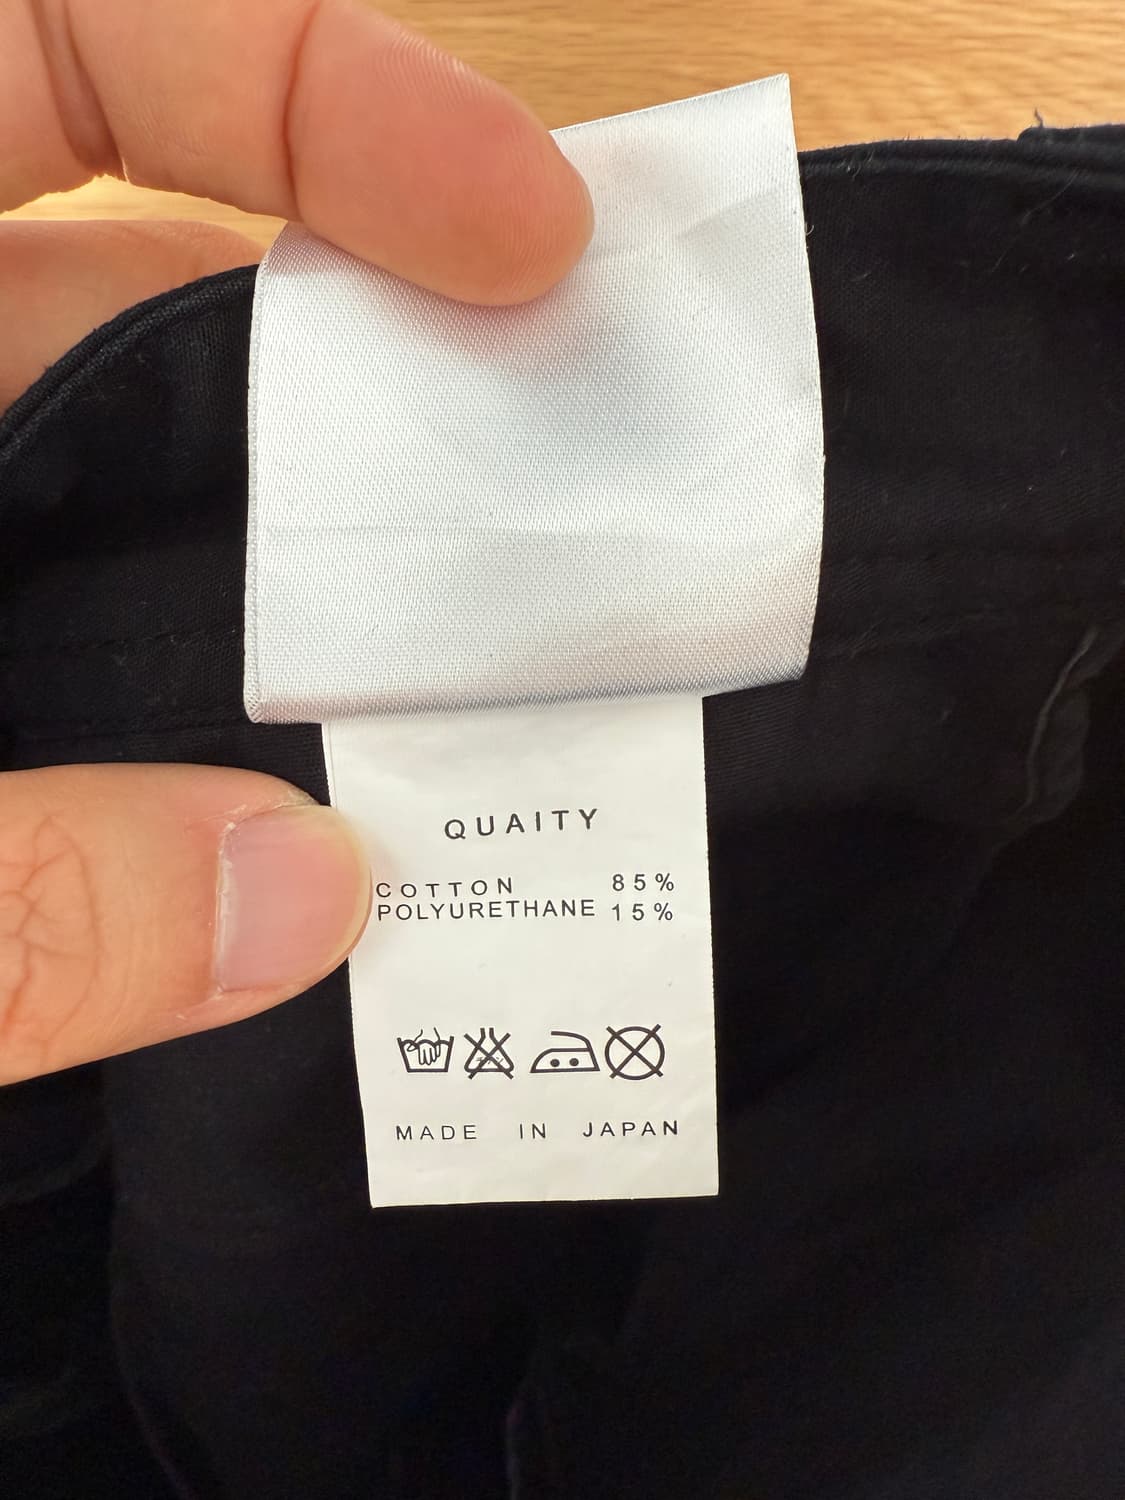 QUAITY
COTTON 85%
POLYURETHANE 15%
MADE IN JAPAN